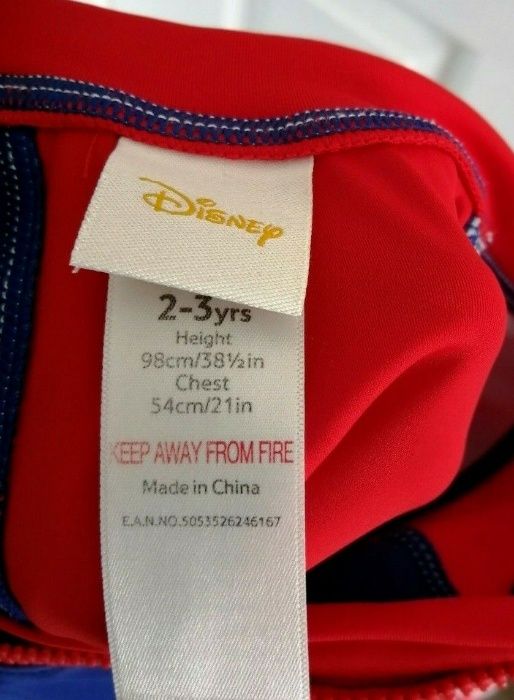 Disney
2-3yrs
Height
98cm/38½in
Chest
54cm/21in
KEEP AWAY FROM FIRE
Made in China
E.A.N.NO.5053526246167